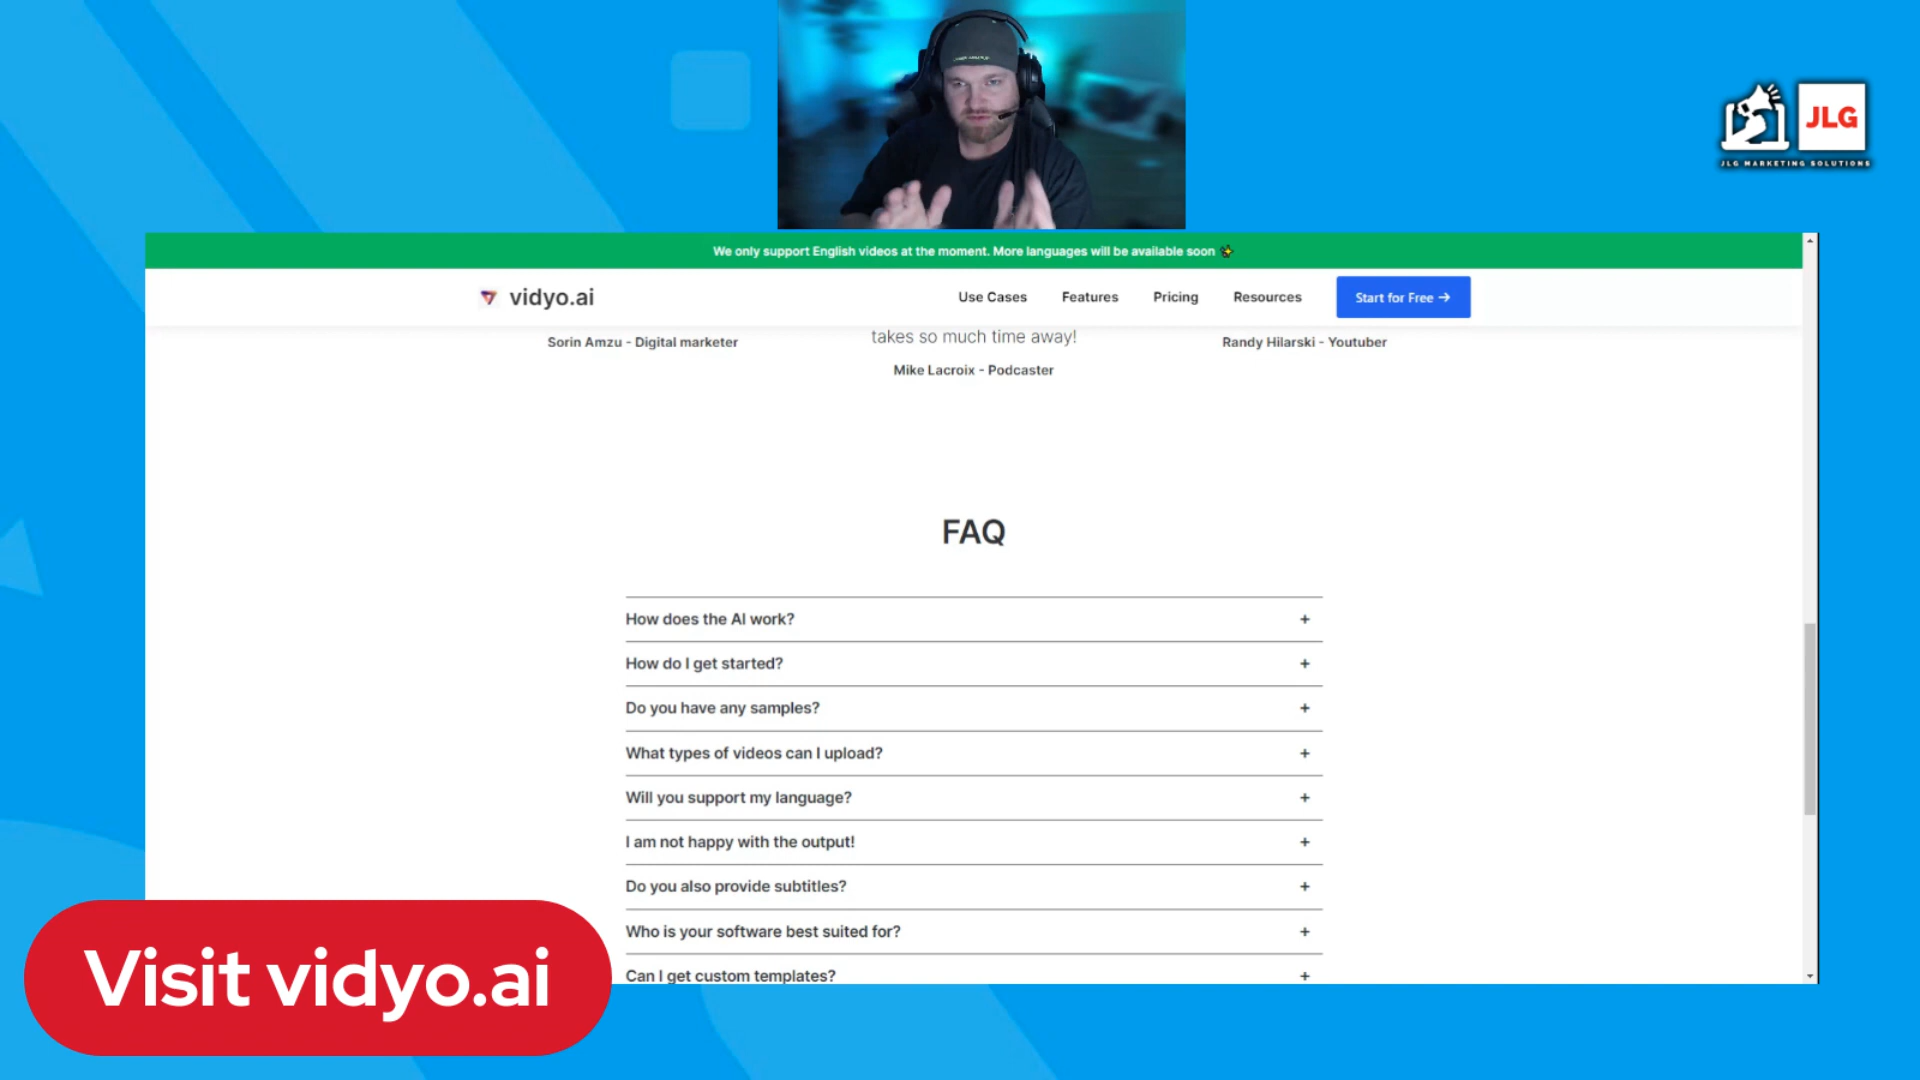 JLG
JLG MARKETING SOLUTIONS
We only support English videos at the moment. More languages will be available soon
vidyo.ai
Use Cases
Features
Pricing
Resources
Start for Free →
takes so much time away!
Sorin Amzu - Digital marketer
Mike Lacroix - Podcaster
Randy Hilarski - Youtuber
FAQ
How does the AI work? +
How do I get started? +
Do you have any samples? +
What types of videos can I upload? +
Will you support my language? +
I am not happy with the output! +
Do you also provide subtitles? +
Who is your software best suited for? +
Can I get custom templates? +
Visit vidyo.ai